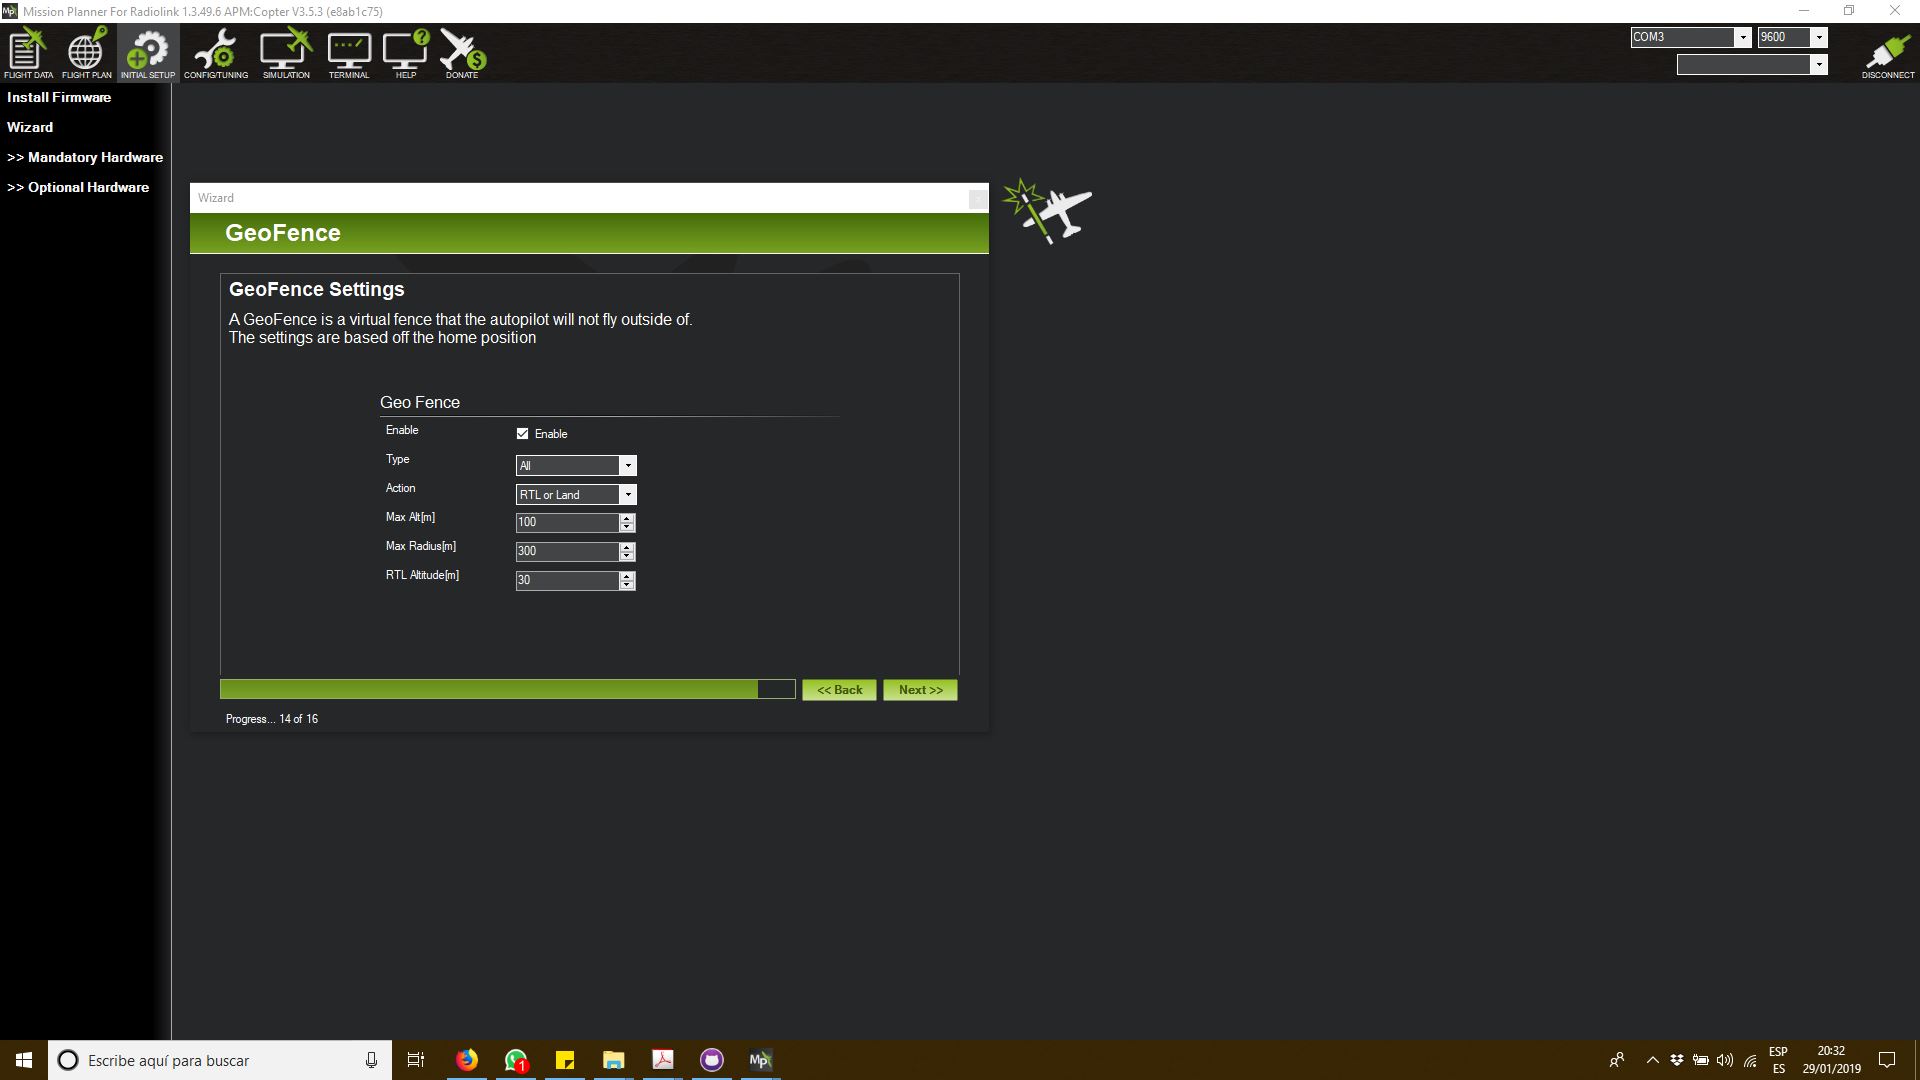 Mission Planner For Radiolink 1.3.49.6 APM:Copter V3.5.3 (e8ab1c75)
FLIGHT DATA
FLIGHT PLAN
INITIAL SETUP
CONFIG/TUNING
SIMULATION
TERMINAL
HELP
DONATE
COM3
9600
DISCONNECT
Install Firmware
Wizard
>> Mandatory Hardware
>> Optional Hardware
Wizard
GeoFence
GeoFence Settings
A GeoFence is a virtual fence that the autopilot will not fly outside of.
The settings are based off the home position
Geo Fence
Enable
Enable
Type
All
Action
RTL or Land
Max Alt[m]
100
Max Radius[m]
300
RTL Altitude[m]
30
<< Back
Next >>
Progress... 14 of 16
Escribe aquí para buscar
1
Mp
ESP
ES
20:32
29/01/2019